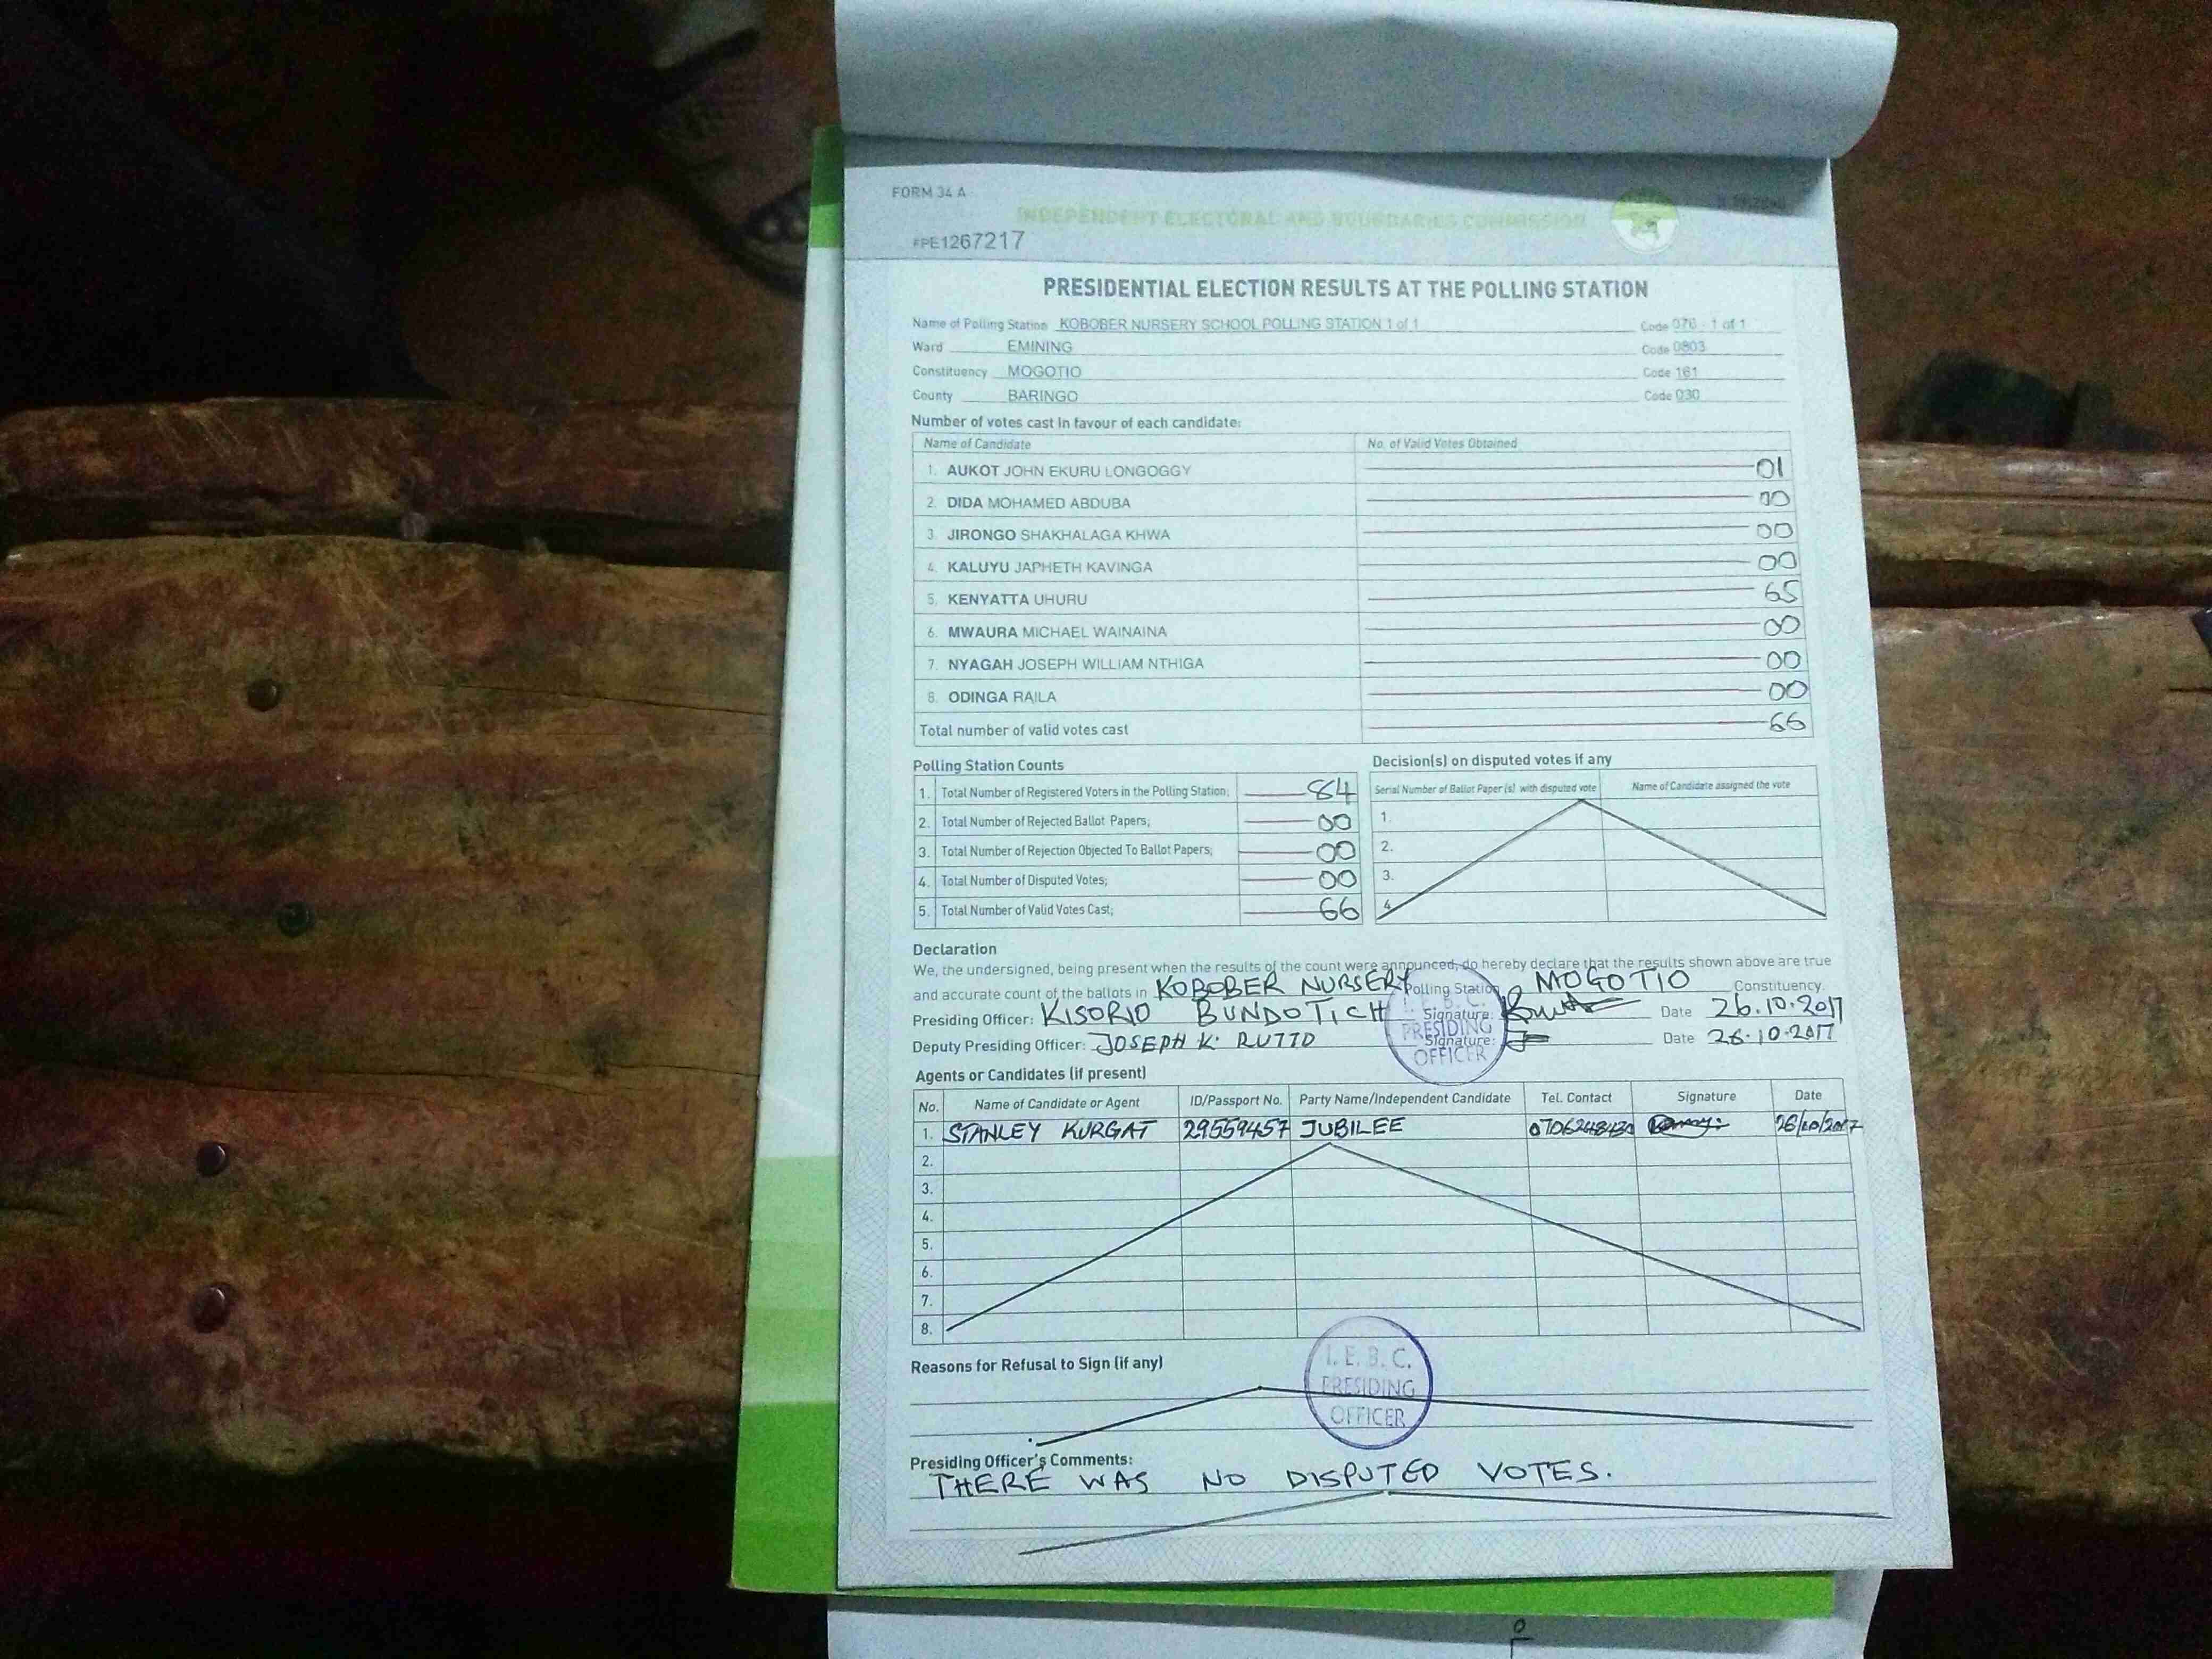 FORM 34 A
INDEPENDENT ELECTORAL AND BOUNDARIES COMMISSION
#PE1267217
PRESIDENTIAL ELECTION RESULTS AT THE POLLING STATION
Name of Polling Station KOBOBER NURSERY SCHOOL POLLING STATION 1 of 1 Code 076 - 1 of 1
Ward EMINING Code 0803
Constituency MOGOTIO Code 161
County BARINGO Code 030
Number of votes cast in favour of each candidate:
Name of Candidate No. of Valid Votes Obtained
1. AUKOT JOHN EKURU LONGOGGY 01
2. DIDA MOHAMED ABDUBA 00
3. JIRONGO SHAKHALAGA KHWA 00
4. KALUYU JAPHETH KAVINGA 00
5. KENYATTA UHURU 65
6. MWAURA MICHAEL WAINAINA 00
7. NYAGAH JOSEPH WILLIAM NTHIGA 00
8. ODINGA RAILA 00
Total number of valid votes cast 66
Polling Station Counts
1. Total Number of Registered Voters in the Polling Station; 84
2. Total Number of Rejected Ballot Papers; 00
3. Total Number of Rejection Objected To Ballot Papers; 00
4. Total Number of Disputed Votes; 00
5. Total Number of Valid Votes Cast; 66
Decision(s) on disputed votes if any
Serial Number of Ballot Paper (s) with disputed vote Name of Candidate assigned the vote
1.
2.
3.
4.
Declaration
We, the undersigned, being present when the results of the count were announced, do hereby declare that the results shown above are true
and accurate count of the ballots in KOBOBER NURSERY Polling Station MOGOTIO Constituency.
Presiding Officer: KISORIO BUNDOTICH Signature: Date 26.10.2017
Deputy Presiding Officer: JOSEPH K. RUTTO Signature: Date 26.10.2017
I. E. B. C.
PRESIDING
OFFICER
Agents or Candidates (if present)
No. Name of Candidate or Agent ID/Passport No. Party Name/Independent Candidate Tel. Contact Signature Date
1. STANLEY KURGAT 29559457 JUBILEE 0706248430 26/10/2017
2.
3.
4.
5.
6.
7.
8.
Reasons for Refusal to Sign (if any)
I. E. B. C.
PRESIDING
OFFICER
Presiding Officer's Comments:
THERE WAS NO DISPUTED VOTES.